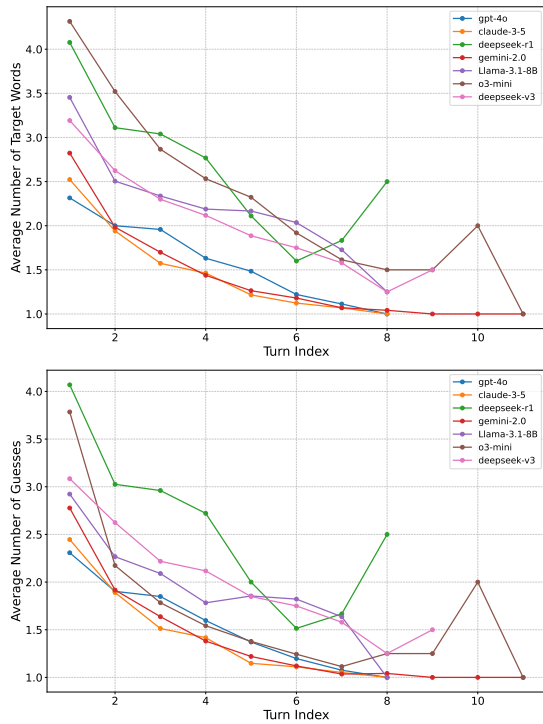 Average Number of Target Words
4.0
3.5
3.0
2.5
2.0
1.5
1.0
gpt-4o
claude-3-5
deepseek-r1
gemini-2.0
Llama-3.1-8B
o3-mini
deepseek-v3
2 4 6 8 10
Turn Index
Average Number of Guesses
4.0
3.5
3.0
2.5
2.0
1.5
1.0
gpt-4o
claude-3-5
deepseek-r1
gemini-2.0
Llama-3.1-8B
o3-mini
deepseek-v3
2 4 6 8 10
Turn Index